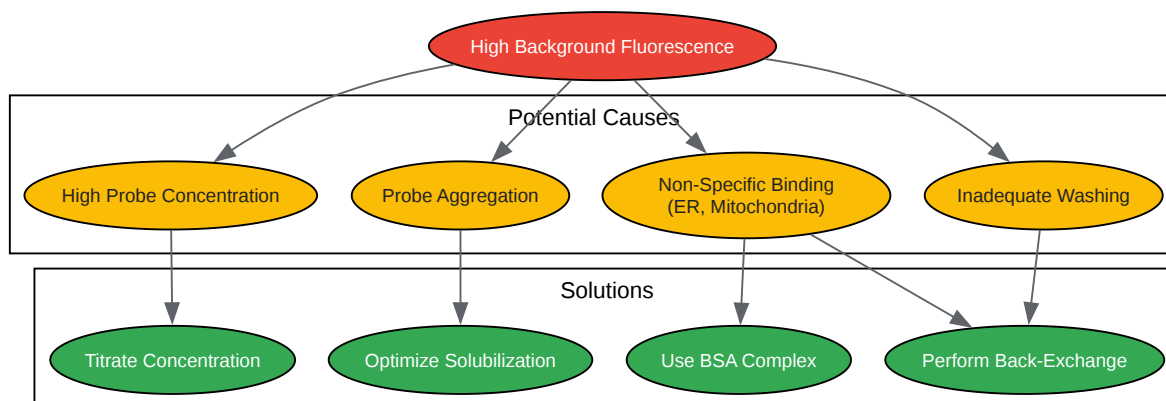 High Background Fluorescence
Potential Causes
High Probe Concentration
Probe Aggregation
Non-Specific Binding
(ER, Mitochondria)
Inadequate Washing
Solutions
Titrate Concentration
Optimize Solubilization
Use BSA Complex
Perform Back-Exchange